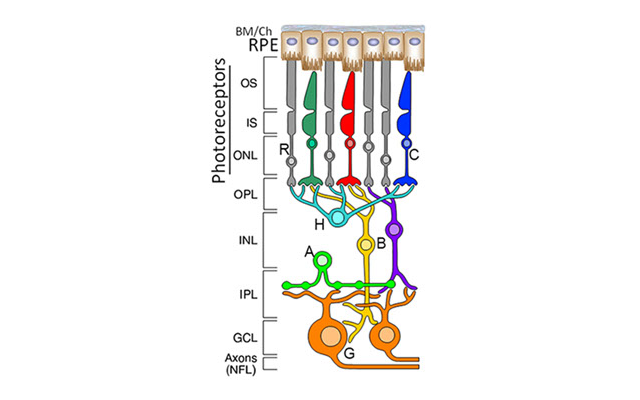 BM/Ch
RPE
Photoreceptors
OS
IS
R
ONL
C
OPL
H
INL
B
A
IPL
GCL
G
Axons
(NFL)